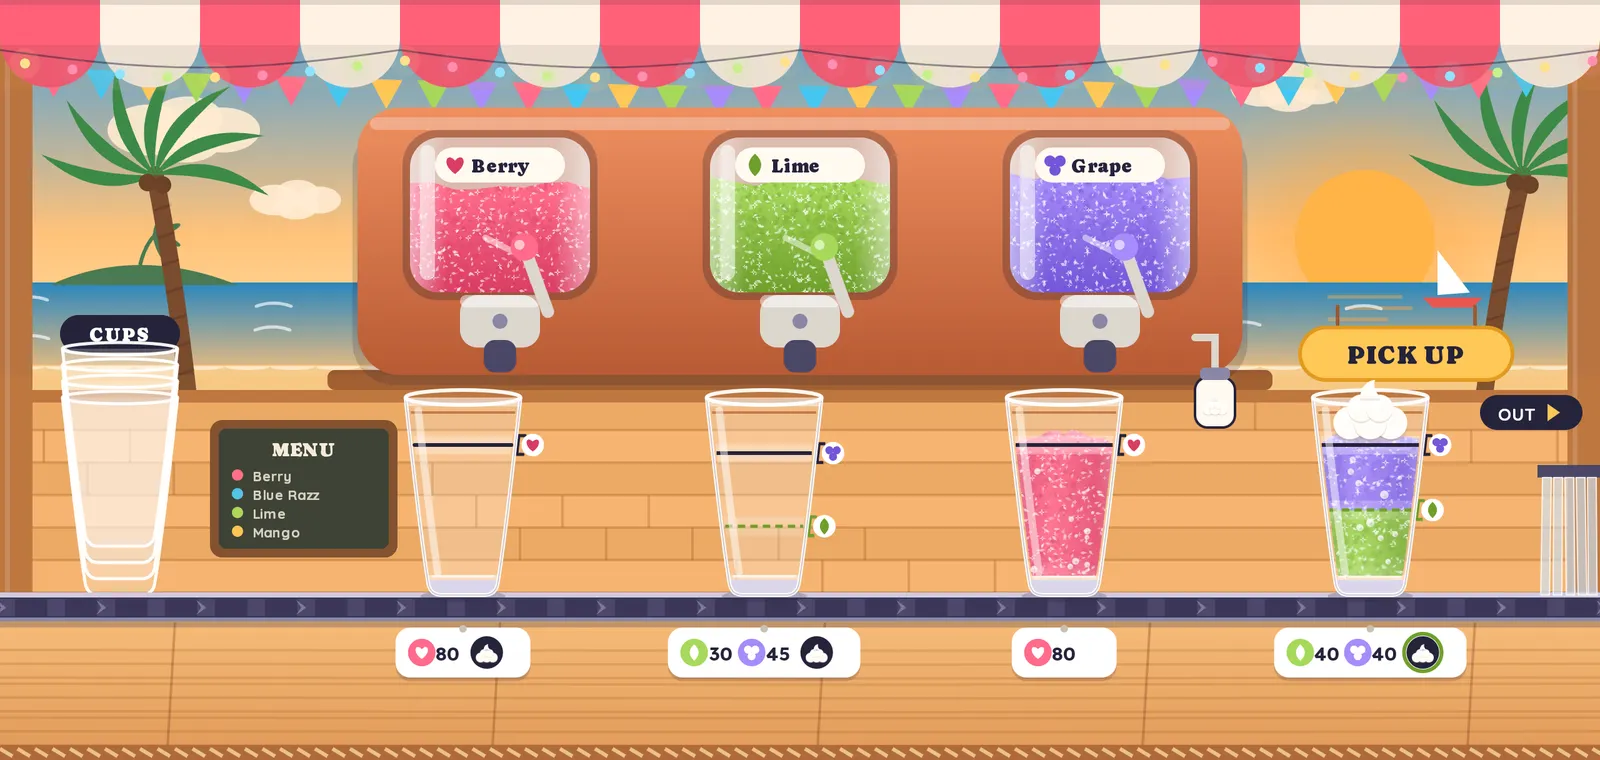 Berry
Lime
Grape
CUPS
PICK UP
OUT
MENU
Berry
Blue Razz
Lime
Mango
80
30 45
80
40 40